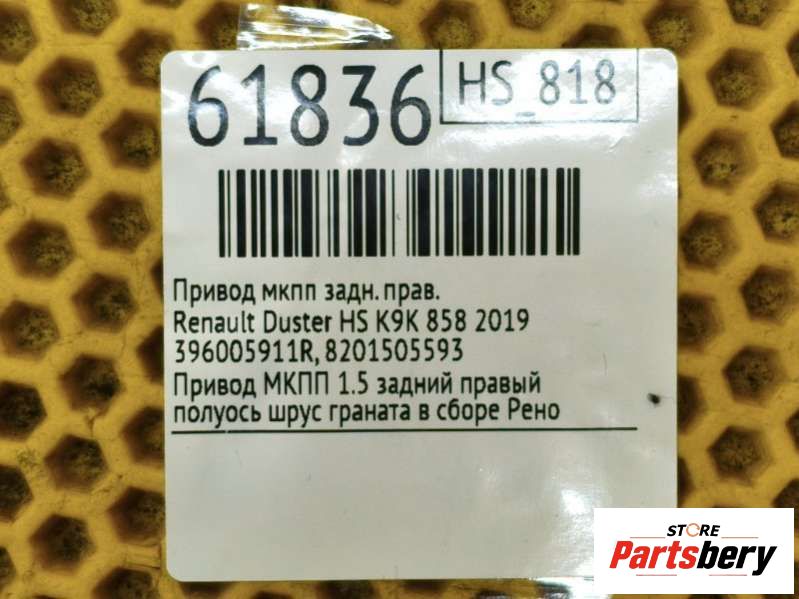 61836
HS_818
Привод мкпп задн. прав.
Renault Duster HS K9K 858 2019
396005911R, 8201505593
Привод МКПП 1.5 задний правый
полуось шрус граната в сборе Рено
STORE
Partsbery